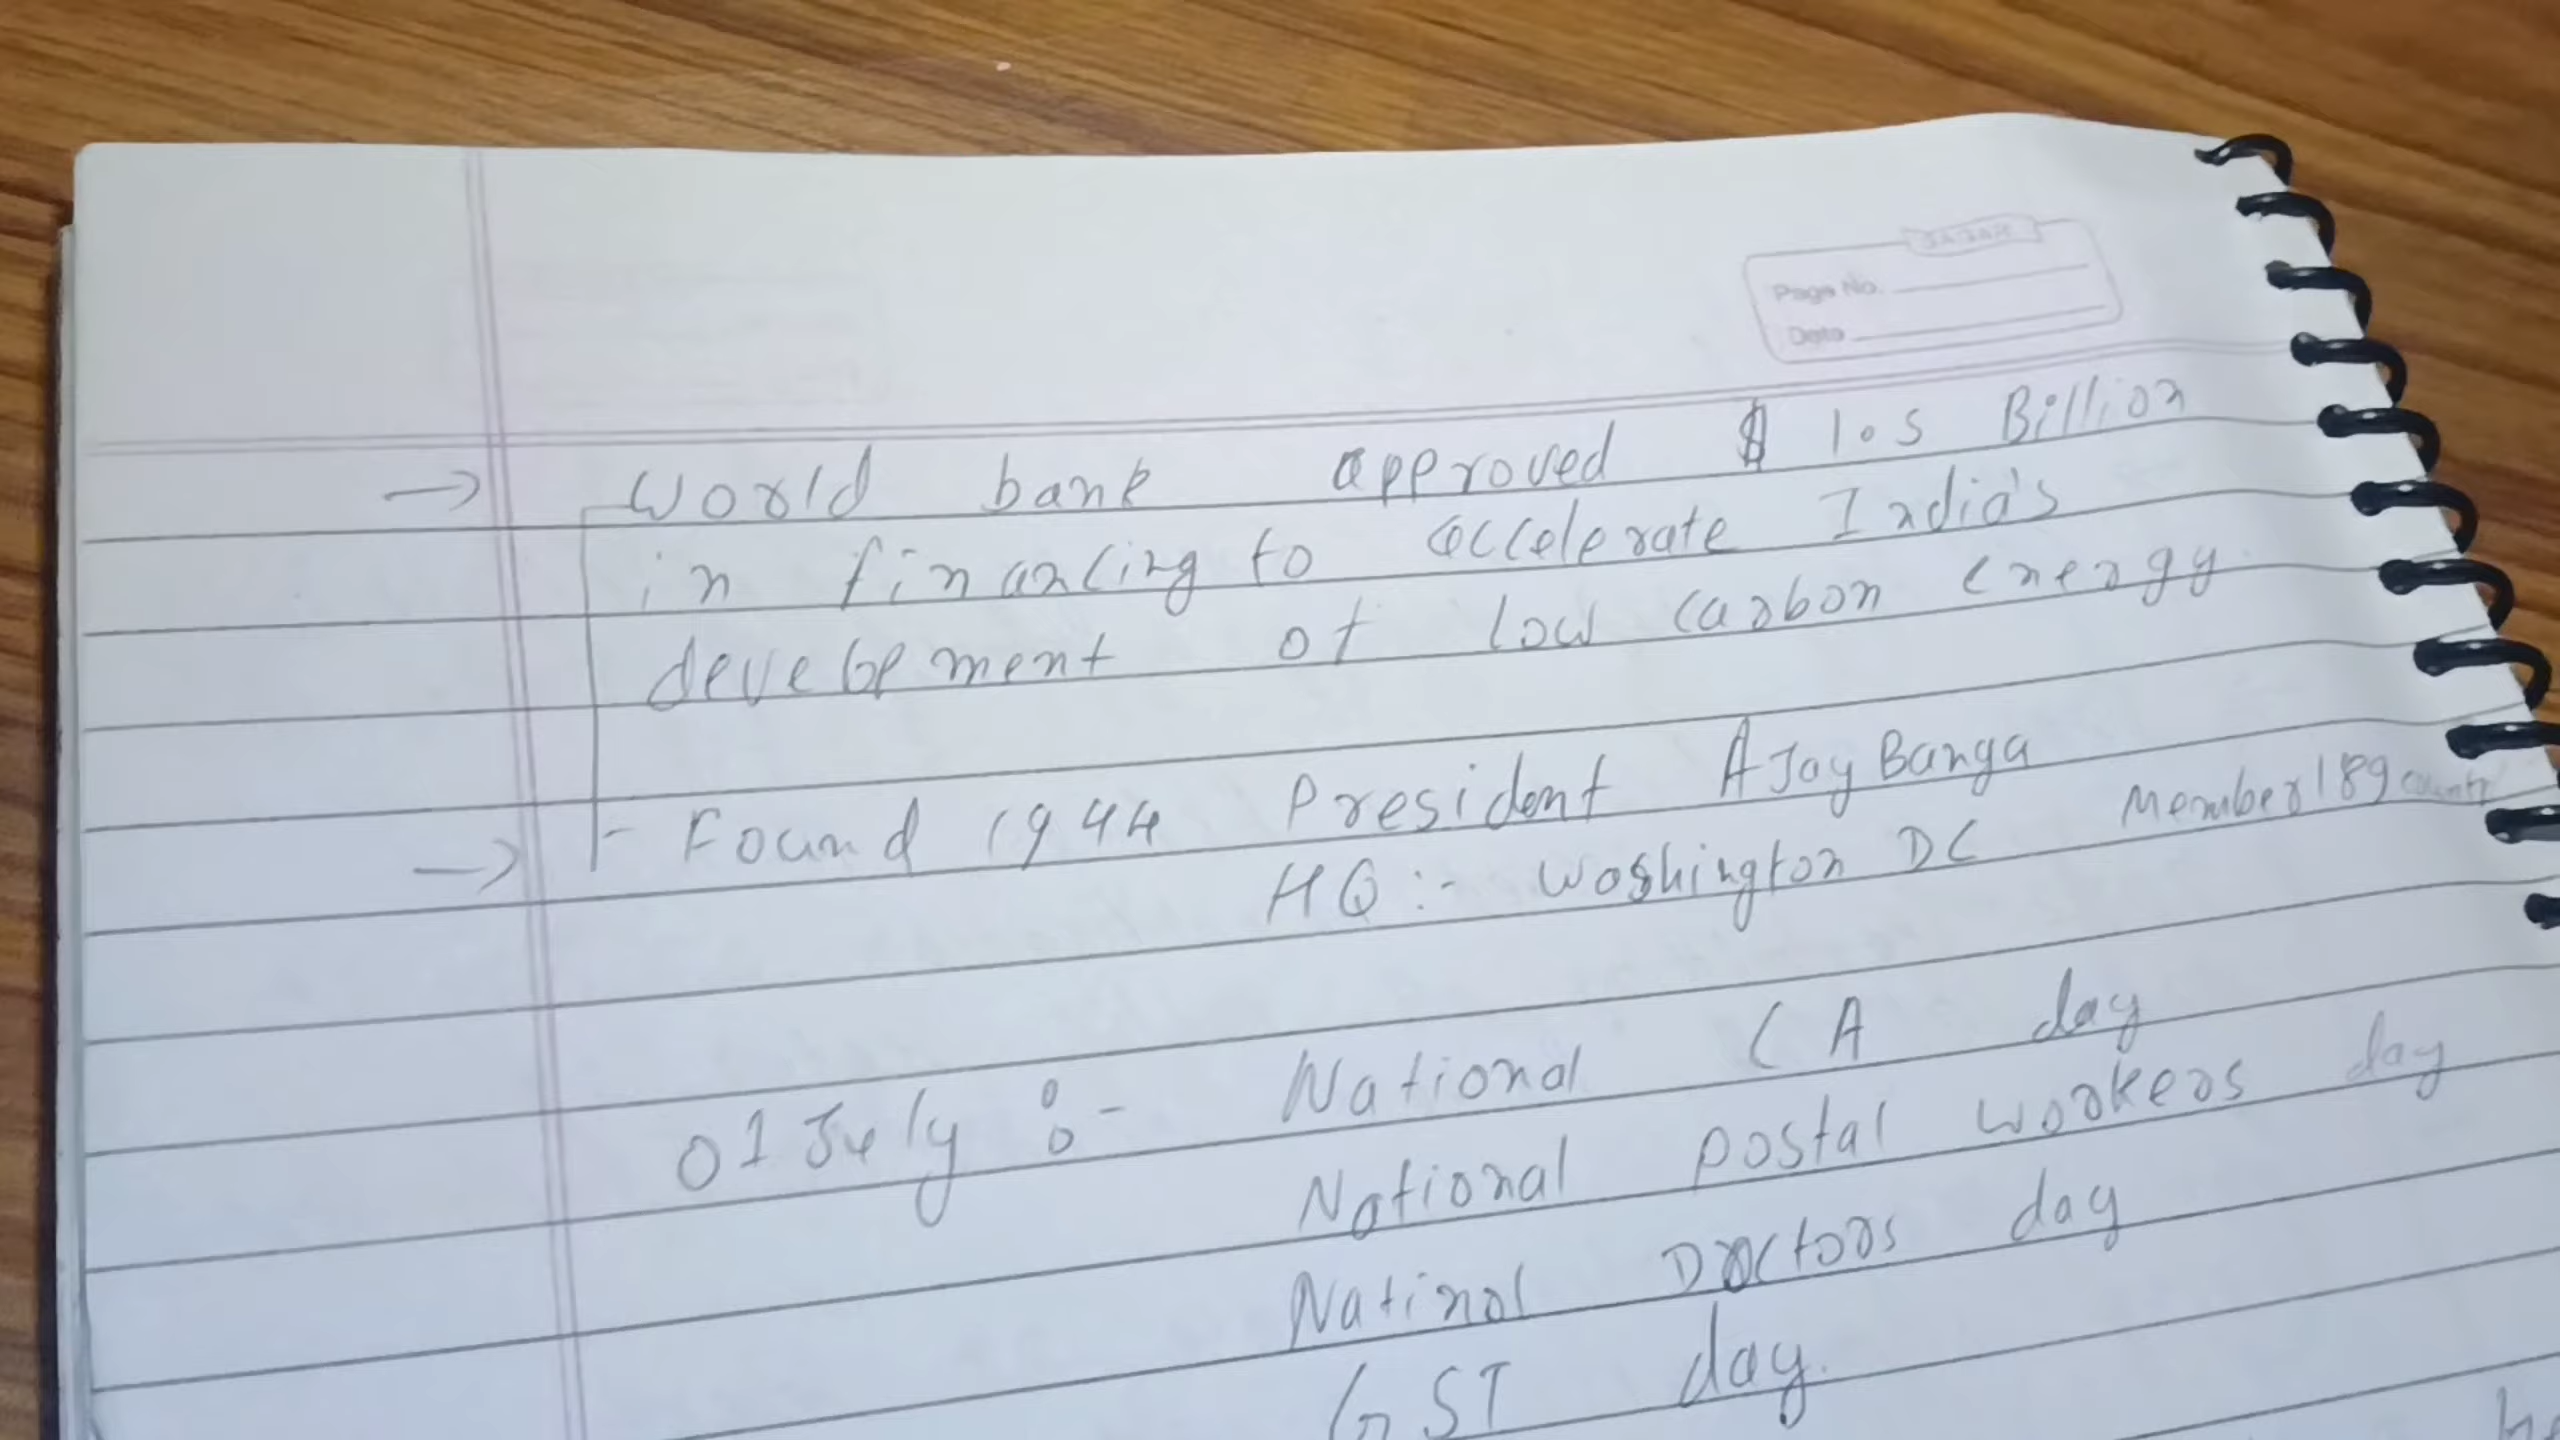 Page No.
Date
→ World bank approved $ 1.5 Billion
in financing to accelerate India's
development of low carbon energy.
→ - Found 1944 President AJay Banga
HQ :- Washington DC Member 189
01 July :- National CA day
National postal workers day
Natinal Doctors day
GST day.